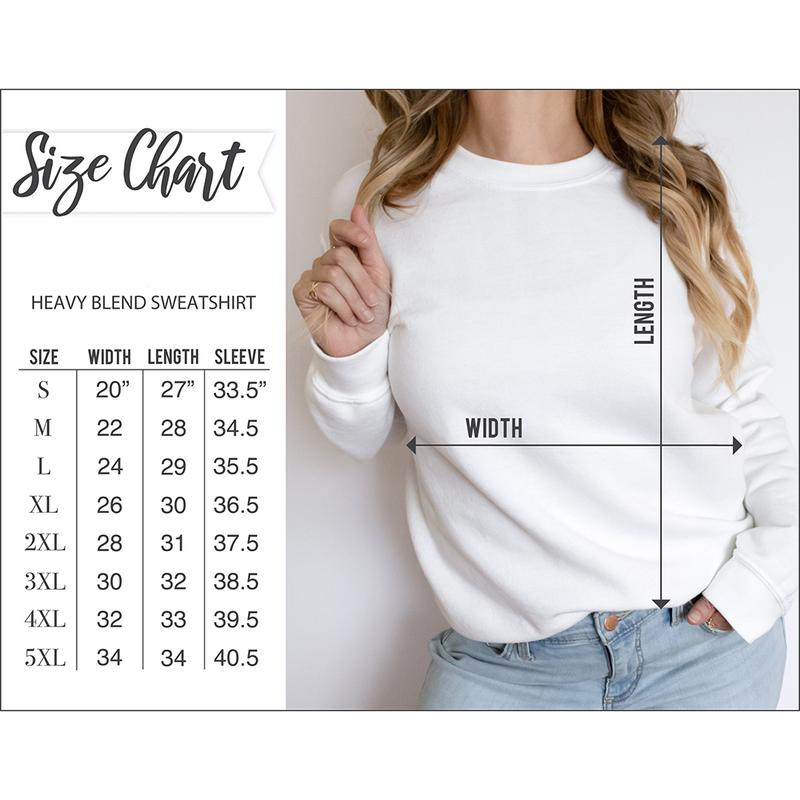 Size Chart
HEAVY BLEND SWEATSHIRT
SIZE WIDTH LENGTH SLEEVE
S 20” 27” 33.5”
M 22 28 34.5
L 24 29 35.5
XL 26 30 36.5
2XL 28 31 37.5
3XL 30 32 38.5
4XL 32 33 39.5
5XL 34 34 40.5
LENGTH
WIDTH